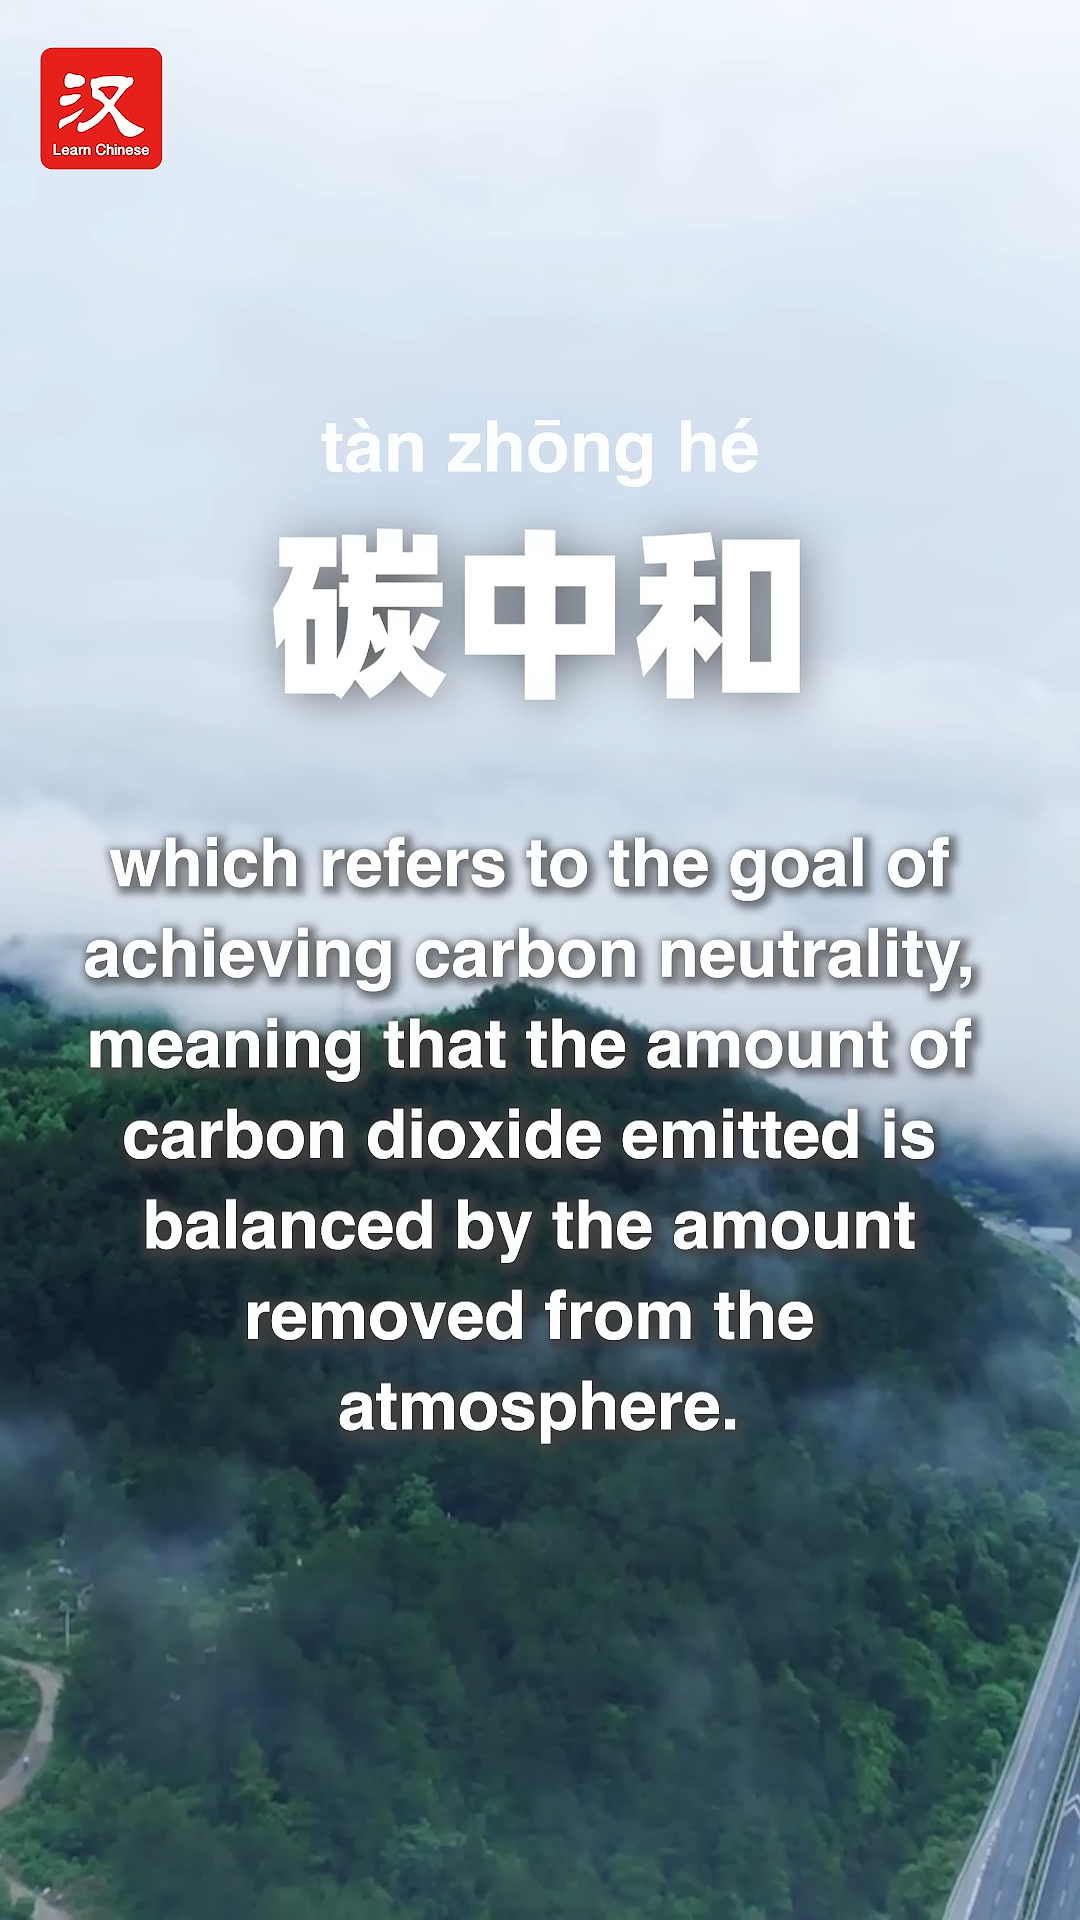 汉
Learn Chinese
tàn zhōng hé
碳中和
which refers to the goal of
achieving carbon neutrality,
meaning that the amount of
carbon dioxide emitted is
balanced by the amount
removed from the
atmosphere.